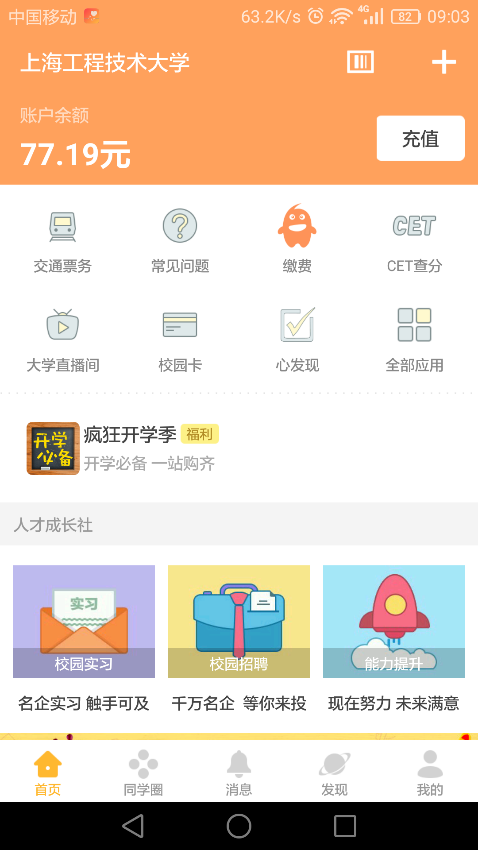 中国移动 63.2K/s 4G 82 09:03
上海工程技术大学
账户余额
77.19元
充值
交通票务 常见问题 缴费 CET CET查分
大学直播间 校园卡 心发现 全部应用
开学必备
疯狂开学季 福利
开学必备 一站购齐
人才成长社
实习
校园实习 校园招聘 能力提升
名企实习 触手可及 千万名企 等你来投 现在努力 未来满意
首页 同学圈 消息 发现 我的